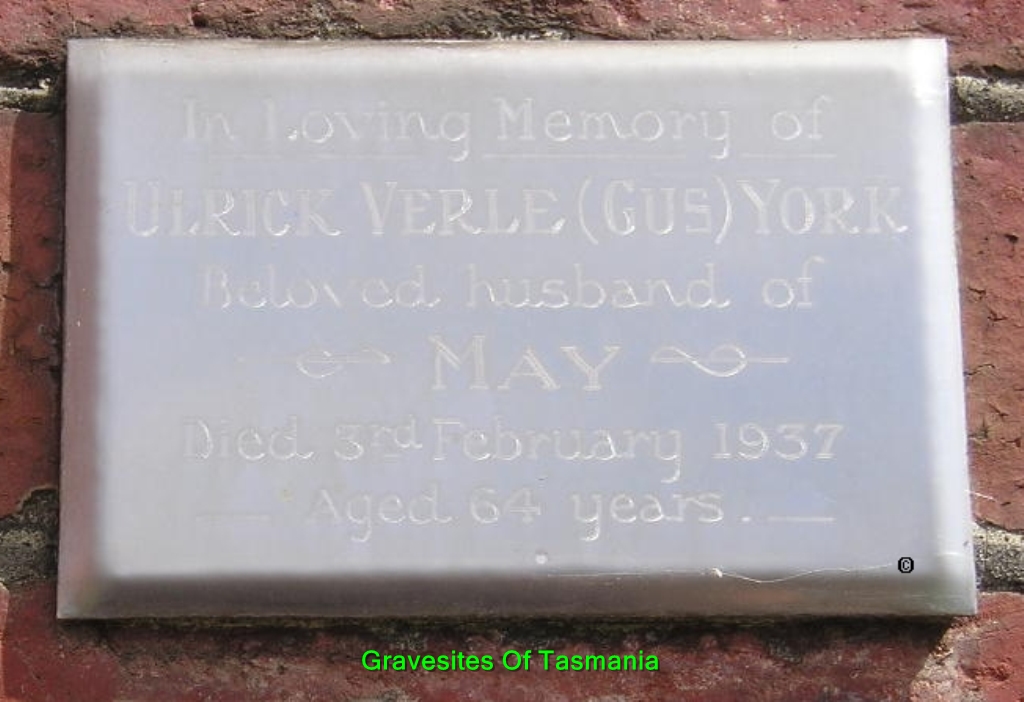 In Loving Memory of
ULRICK VERLE (GUS) YORK
Beloved husband of
MAY
Died 3rd February 1937
Aged 64 years.
©
Gravesites Of Tasmania